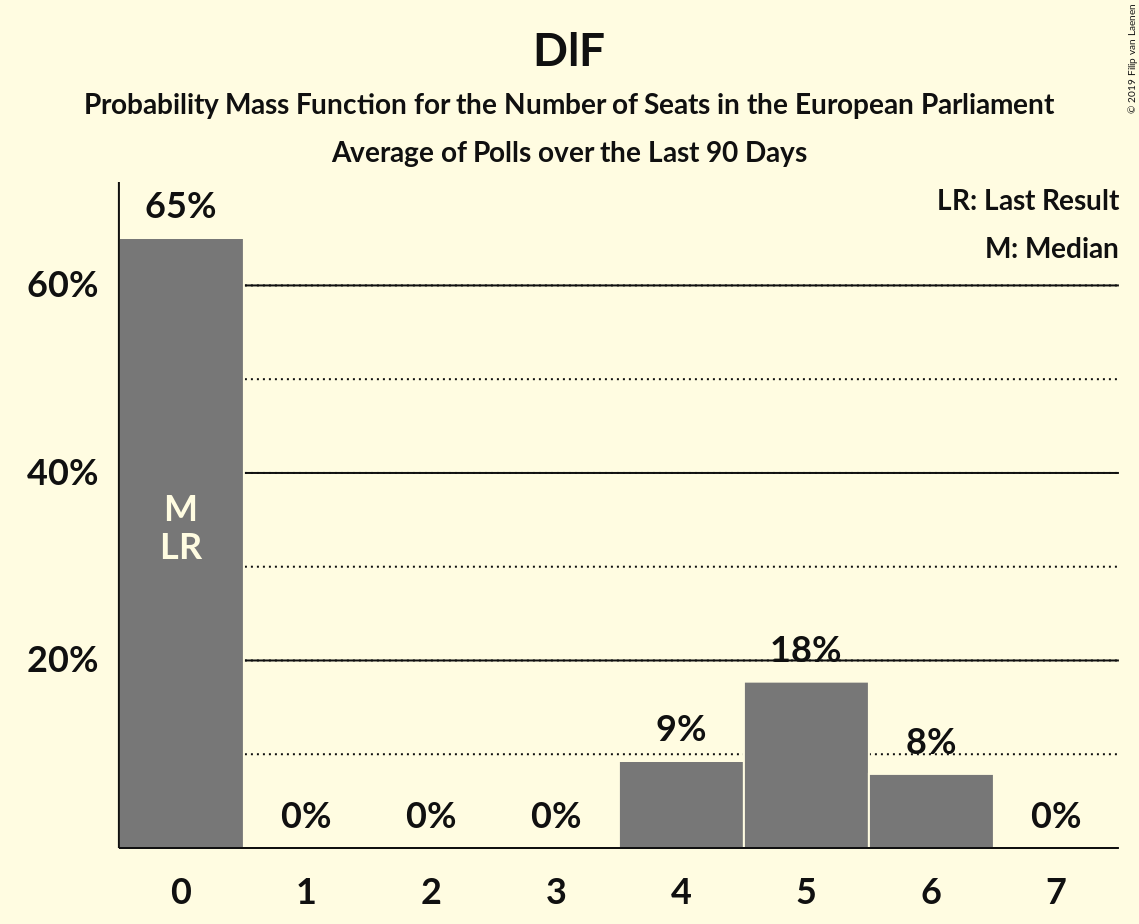 DlF
Probability Mass Function for the Number of Seats in the European Parliament
Average of Polls over the Last 90 Days
© 2019 Filip van Laenen
LR: Last Result
M: Median
65%
60%
40%
20%
M
LR
0%
0%
0%
9%
18%
8%
0%
0 1 2 3 4 5 6 7